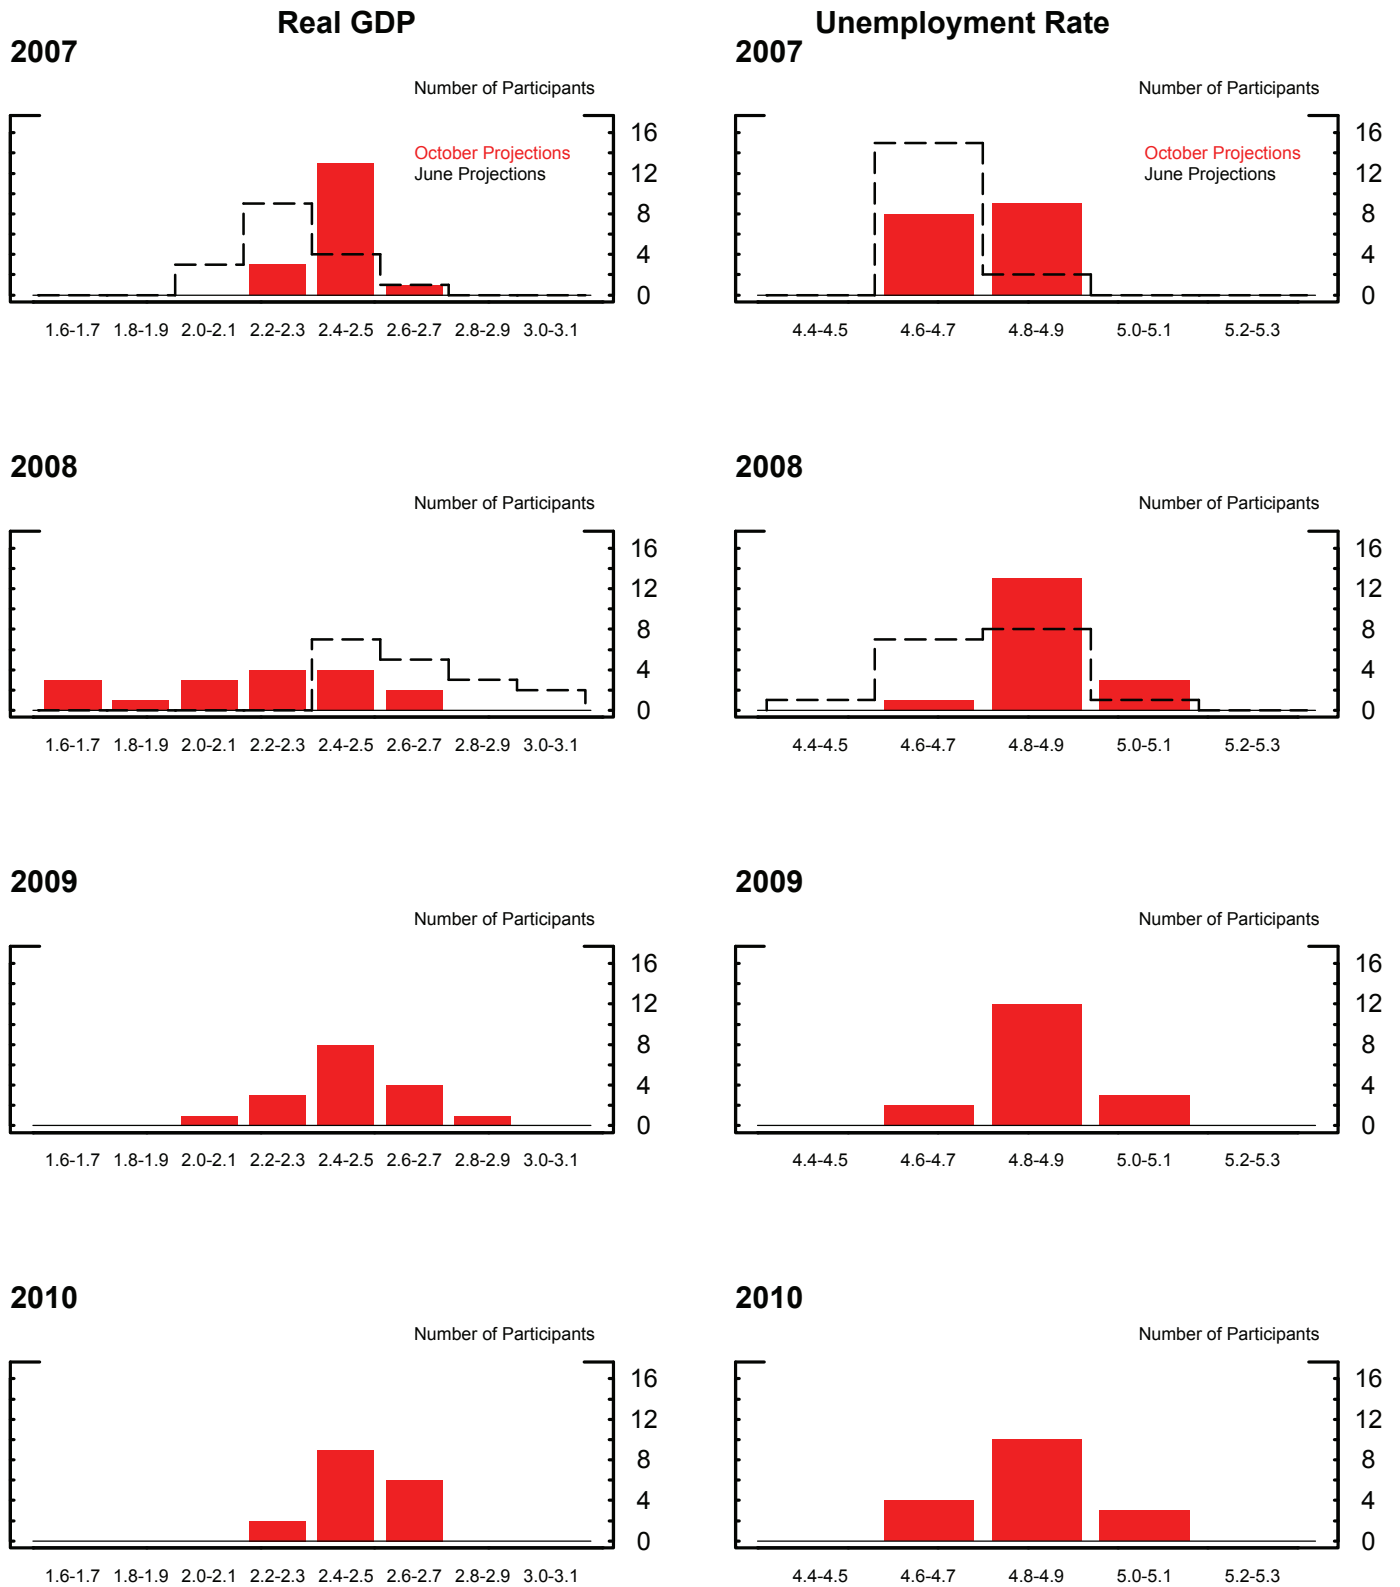 Real GDP
Unemployment Rate
2007
2007
Number of Participants
Number of Participants
October Projections
June Projections
16
12
8
4
0
1.6-1.7 1.8-1.9 2.0-2.1 2.2-2.3 2.4-2.5 2.6-2.7 2.8-2.9 3.0-3.1
October Projections
June Projections
16
12
8
4
0
4.4-4.5 4.6-4.7 4.8-4.9 5.0-5.1 5.2-5.3
2008
2008
Number of Participants
Number of Participants
16
12
8
4
0
1.6-1.7 1.8-1.9 2.0-2.1 2.2-2.3 2.4-2.5 2.6-2.7 2.8-2.9 3.0-3.1
16
12
8
4
0
4.4-4.5 4.6-4.7 4.8-4.9 5.0-5.1 5.2-5.3
2009
2009
Number of Participants
Number of Participants
16
12
8
4
0
1.6-1.7 1.8-1.9 2.0-2.1 2.2-2.3 2.4-2.5 2.6-2.7 2.8-2.9 3.0-3.1
16
12
8
4
0
4.4-4.5 4.6-4.7 4.8-4.9 5.0-5.1 5.2-5.3
2010
2010
Number of Participants
Number of Participants
16
12
8
4
0
1.6-1.7 1.8-1.9 2.0-2.1 2.2-2.3 2.4-2.5 2.6-2.7 2.8-2.9 3.0-3.1
16
12
8
4
0
4.4-4.5 4.6-4.7 4.8-4.9 5.0-5.1 5.2-5.3